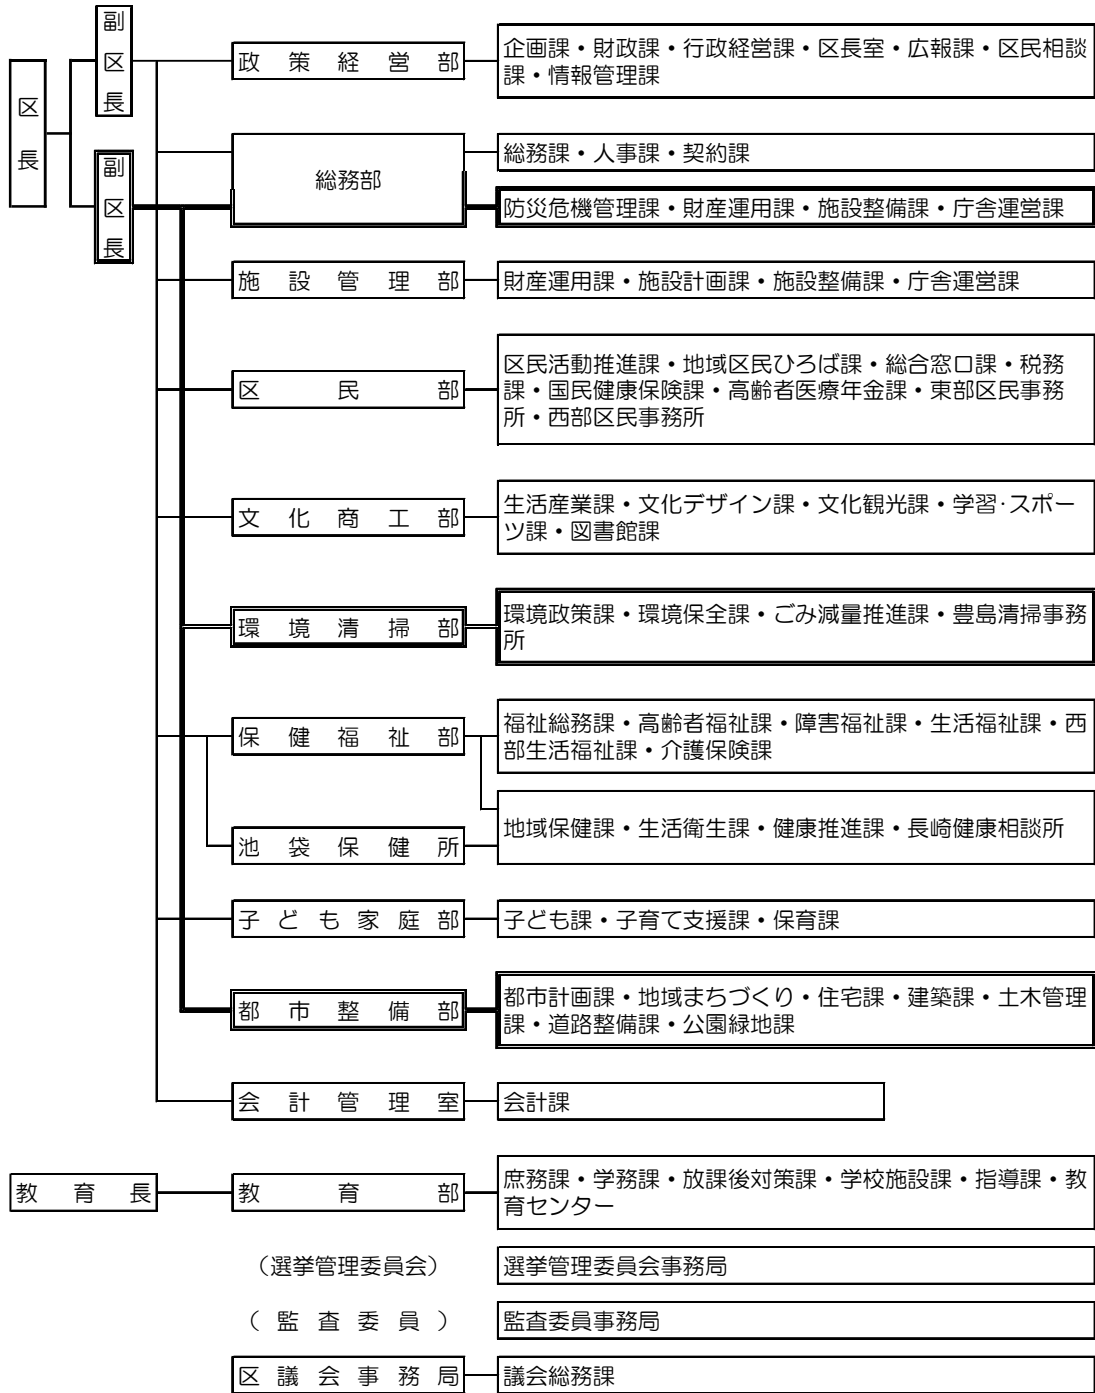 区長
副区長
副区長
政策経営部
企画課・財政課・行政経営課・区長室・広報課・区民相談
課・情報管理課
総務部
総務課・人事課・契約課
防災危機管理課・財産運用課・施設整備課・庁舎運営課
施設管理部
財産運用課・施設計画課・施設整備課・庁舎運営課
区民部
区民活動推進課・地域区民ひろば課・総合窓口課・税務
課・国民健康保険課・高齢者医療年金課・東部区民事務
所・西部区民事務所
文化商工部
生活産業課・文化デザイン課・文化観光課・学習･スポー
ツ課・図書館課
環境清掃部
環境政策課・環境保全課・ごみ減量推進課・豊島清掃事務
所
保健福祉部
福祉総務課・高齢者福祉課・障害福祉課・生活福祉課・西
部生活福祉課・介護保険課
池袋保健所
地域保健課・生活衛生課・健康推進課・長崎健康相談所
子ども家庭部
子ども課・子育て支援課・保育課
都市整備部
都市計画課・地域まちづくり・住宅課・建築課・土木管理
課・道路整備課・公園緑地課
会計管理室
会計課
教育長
教育部
庶務課・学務課・放課後対策課・学校施設課・指導課・教
育センター
（選挙管理委員会）
選挙管理委員会事務局
（監査委員）
監査委員事務局
区議会事務局
議会総務課